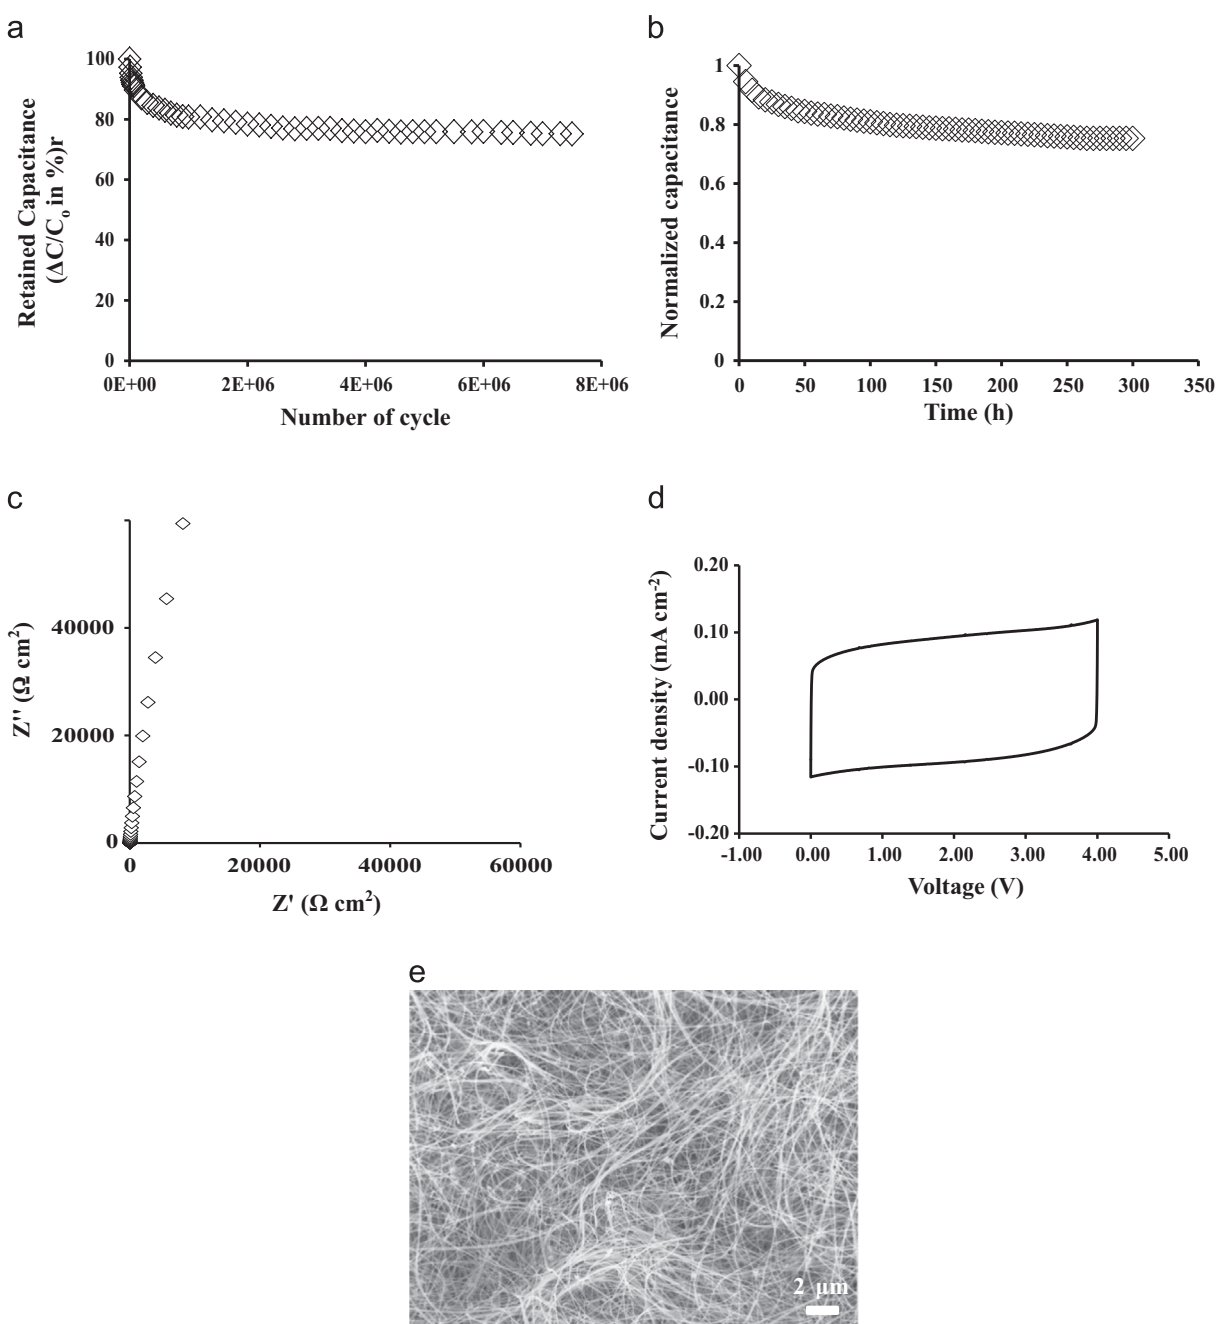 a
100
80
60
40
20
0
0E+00 2E+06 4E+06 6E+06 8E+06
Number of cycle
Retained Capacitance
(ΔC/Co in %)r
b
1
0.8
0.6
0.4
0.2
0
0 50 100 150 200 250 300 350
Time (h)
Normalized capacitance
c
40000
20000
0
0 20000 40000 60000
Z' (Ω cm2)
Z'' (Ω cm2)
d
0.20
0.10
0.00
-0.10
-0.20
-1.00 0.00 1.00 2.00 3.00 4.00 5.00
Voltage (V)
Current density (mA cm-2)
e
2 µm